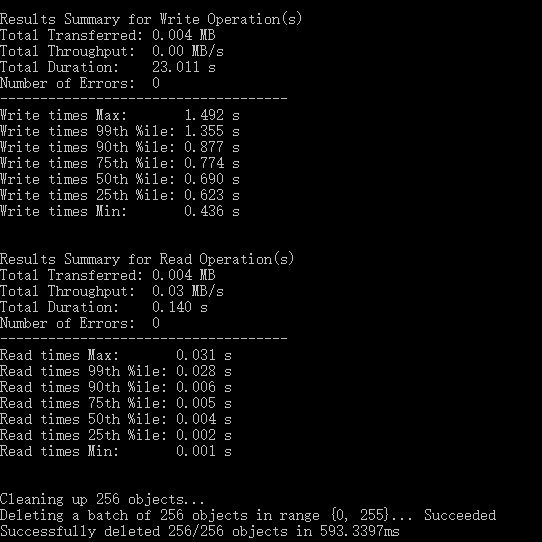 Results Summary for Write Operation(s)
Total Transferred: 0.004 MB
Total Throughput:  0.00 MB/s
Total Duration:    23.011 s
Number of Errors:  0
------------------------------------
Write times Max:       1.492 s
Write times 99th %ile: 1.355 s
Write times 90th %ile: 0.877 s
Write times 75th %ile: 0.774 s
Write times 50th %ile: 0.690 s
Write times 25th %ile: 0.623 s
Write times Min:       0.436 s
Results Summary for Read Operation(s)
Total Transferred: 0.004 MB
Total Throughput:  0.03 MB/s
Total Duration:    0.140 s
Number of Errors:  0
------------------------------------
Read times Max:       0.031 s
Read times 99th %ile: 0.028 s
Read times 90th %ile: 0.006 s
Read times 75th %ile: 0.005 s
Read times 50th %ile: 0.004 s
Read times 25th %ile: 0.002 s
Read times Min:       0.001 s
Cleaning up 256 objects...
Deleting a batch of 256 objects in range {0, 255}... Succeeded
Successfully deleted 256/256 objects in 593.3397ms